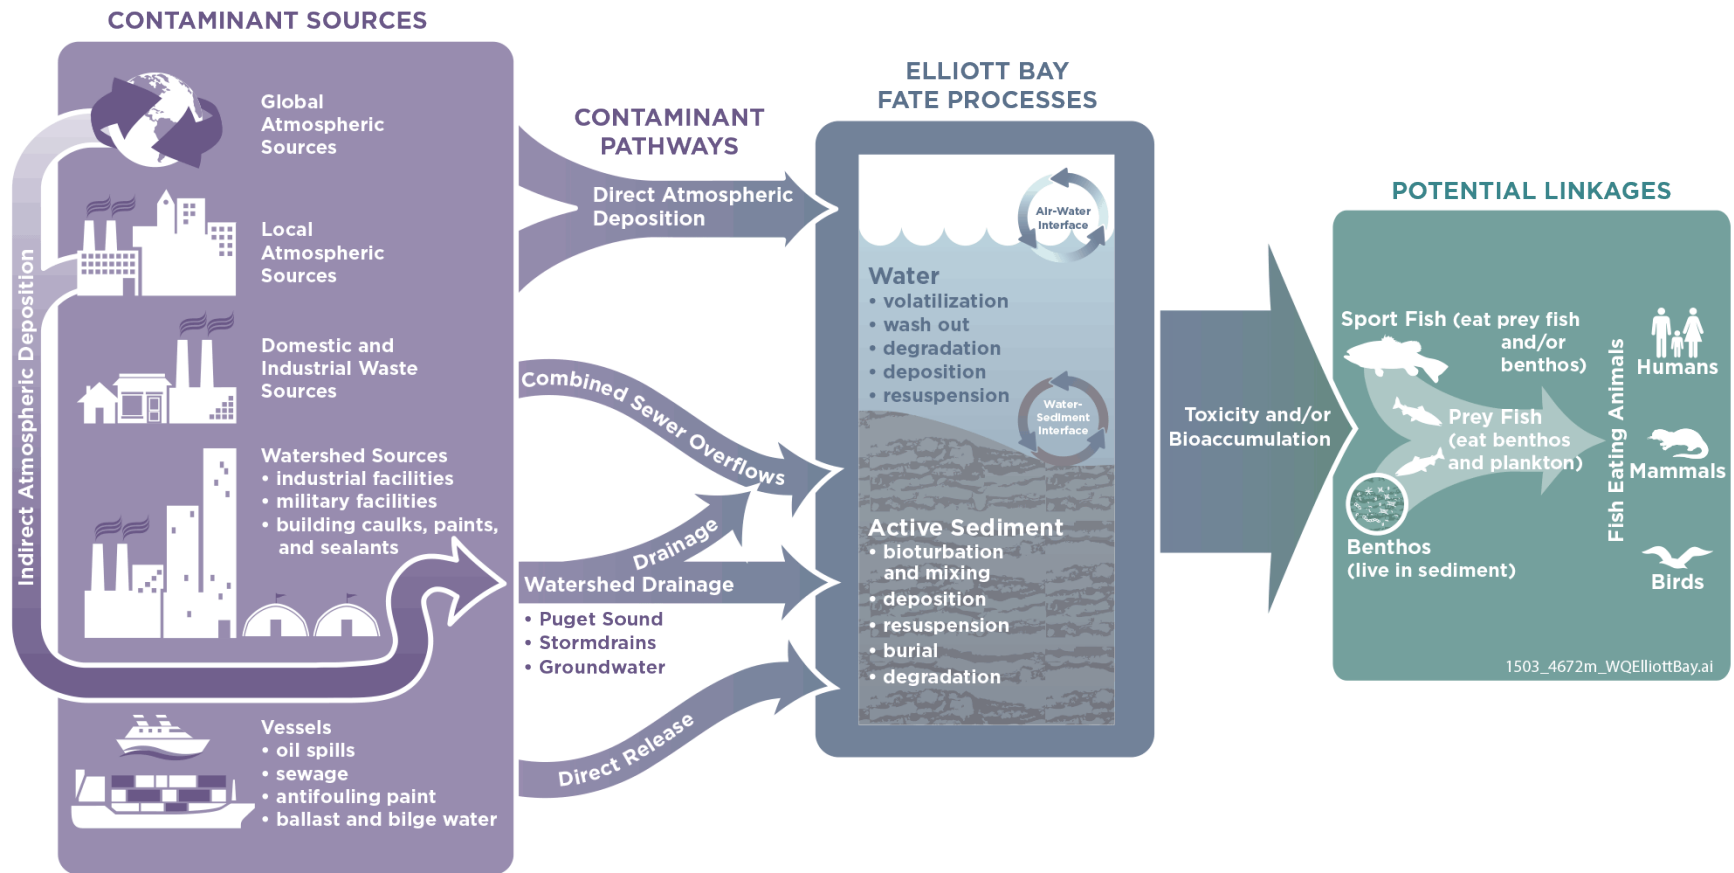 CONTAMINANT SOURCES
Indirect Atmospheric Deposition
Global
Atmospheric
Sources
Local
Atmospheric
Sources
Domestic and
Industrial Waste
Sources
Watershed Sources
• industrial facilities
• military facilities
• building caulks, paints,
and sealants
Vessels
• oil spills
• sewage
• antifouling paint
• ballast and bilge water
CONTAMINANT
PATHWAYS
Direct Atmospheric
Deposition
Combined Sewer Overflows
Drainage
Watershed Drainage
• Puget Sound
• Stormdrains
• Groundwater
Direct Release
ELLIOTT BAY
FATE PROCESSES
Air-Water
Interface
Water
• volatilization
• wash out
• degradation
• deposition
• resuspension
Water-
Sediment
Interface
Active Sediment
• bioturbation
and mixing
• deposition
• resuspension
• burial
• degradation
Toxicity and/or
Bioaccumulation
POTENTIAL LINKAGES
Sport Fish (eat prey fish
and/or
benthos)
Prey Fish
(eat benthos
and plankton)
Benthos
(live in sediment)
Fish Eating Animals
Humans
Mammals
Birds
1503_4672m_WQElliottBay.ai